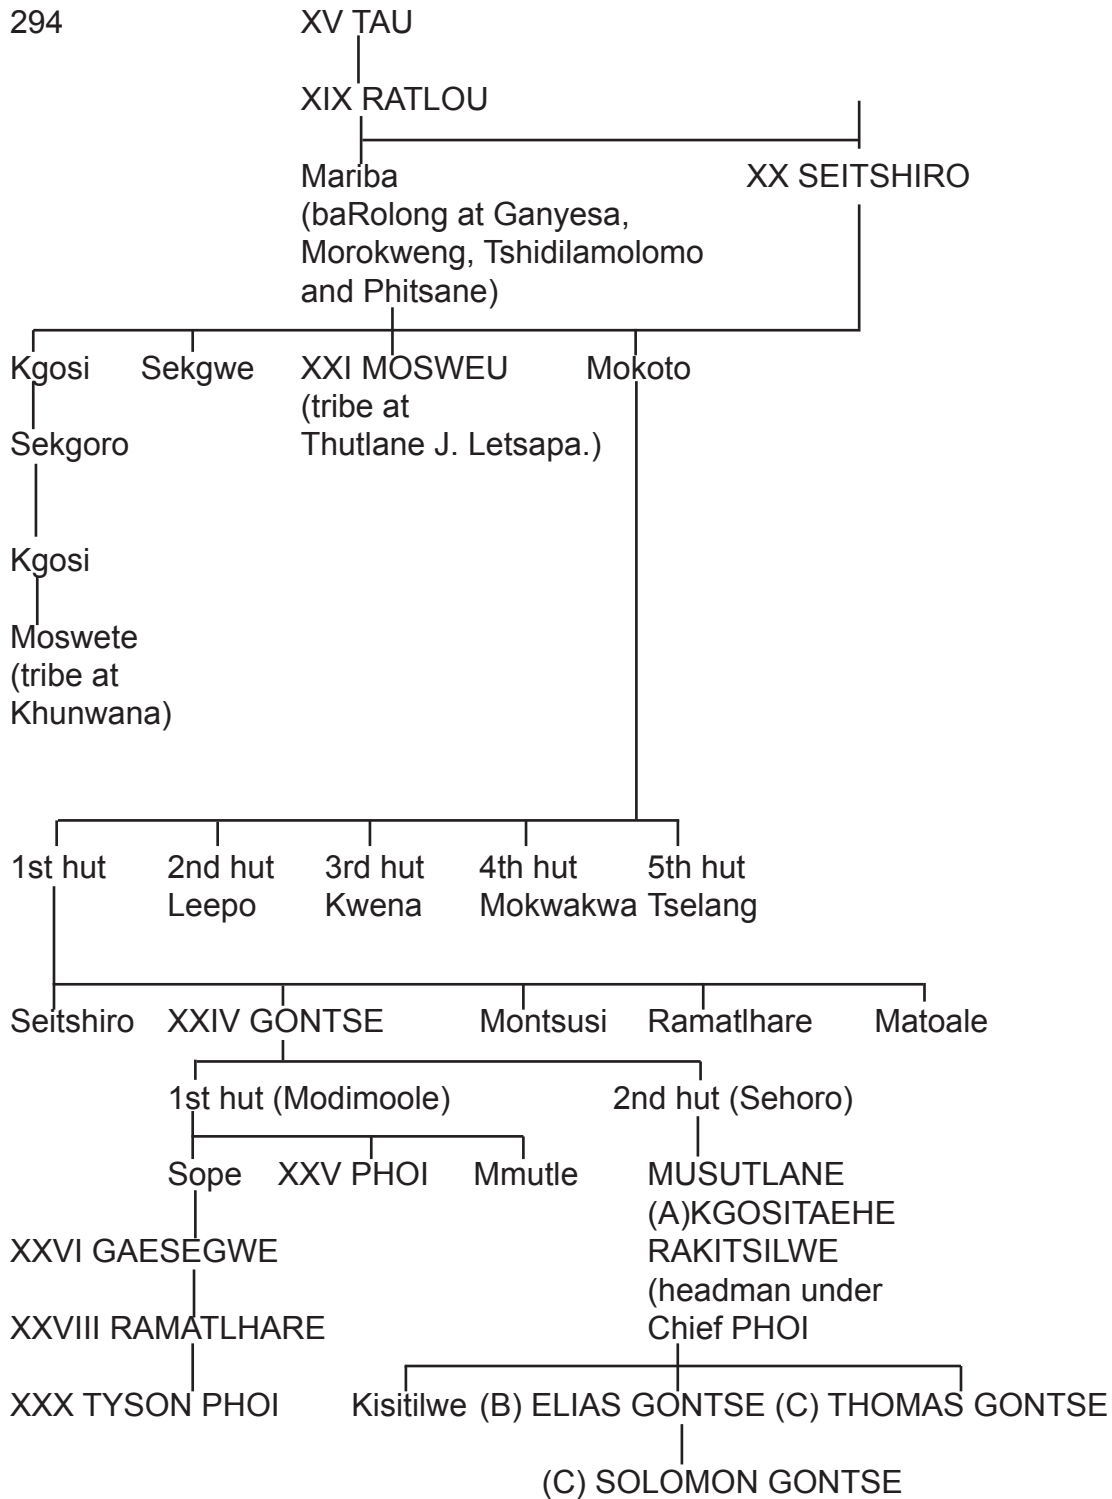 294 XV TAU
XIX RATLOU
Mariba XX SEITSHIRO
(baRolong at Ganyesa,
Morokweng, Tshidilamolomo
and Phitsane)
Kgosi Sekgwe XXI MOSWEU Mokoto
(tribe at
Sekgoro Thutlane J. Letsapa.)
Kgosi
Moswete
(tribe at
Khunwana)
1st hut 2nd hut 3rd hut 4th hut 5th hut
Leepo Kwena Mokwakwa Tselang
Seitshiro XXIV GONTSE Montsusi Ramatlhare Matoale
1st hut (Modimoole) 2nd hut (Sehoro)
Sope XXV PHOI Mmutle MUSUTLANE
(A)KGOSITAEHE
XXVI GAESEGWE RAKITSILWE
(headman under
XXVIII RAMATLHARE Chief PHOI
XXX TYSON PHOI Kisitilwe (B) ELIAS GONTSE (C) THOMAS GONTSE
(C) SOLOMON GONTSE